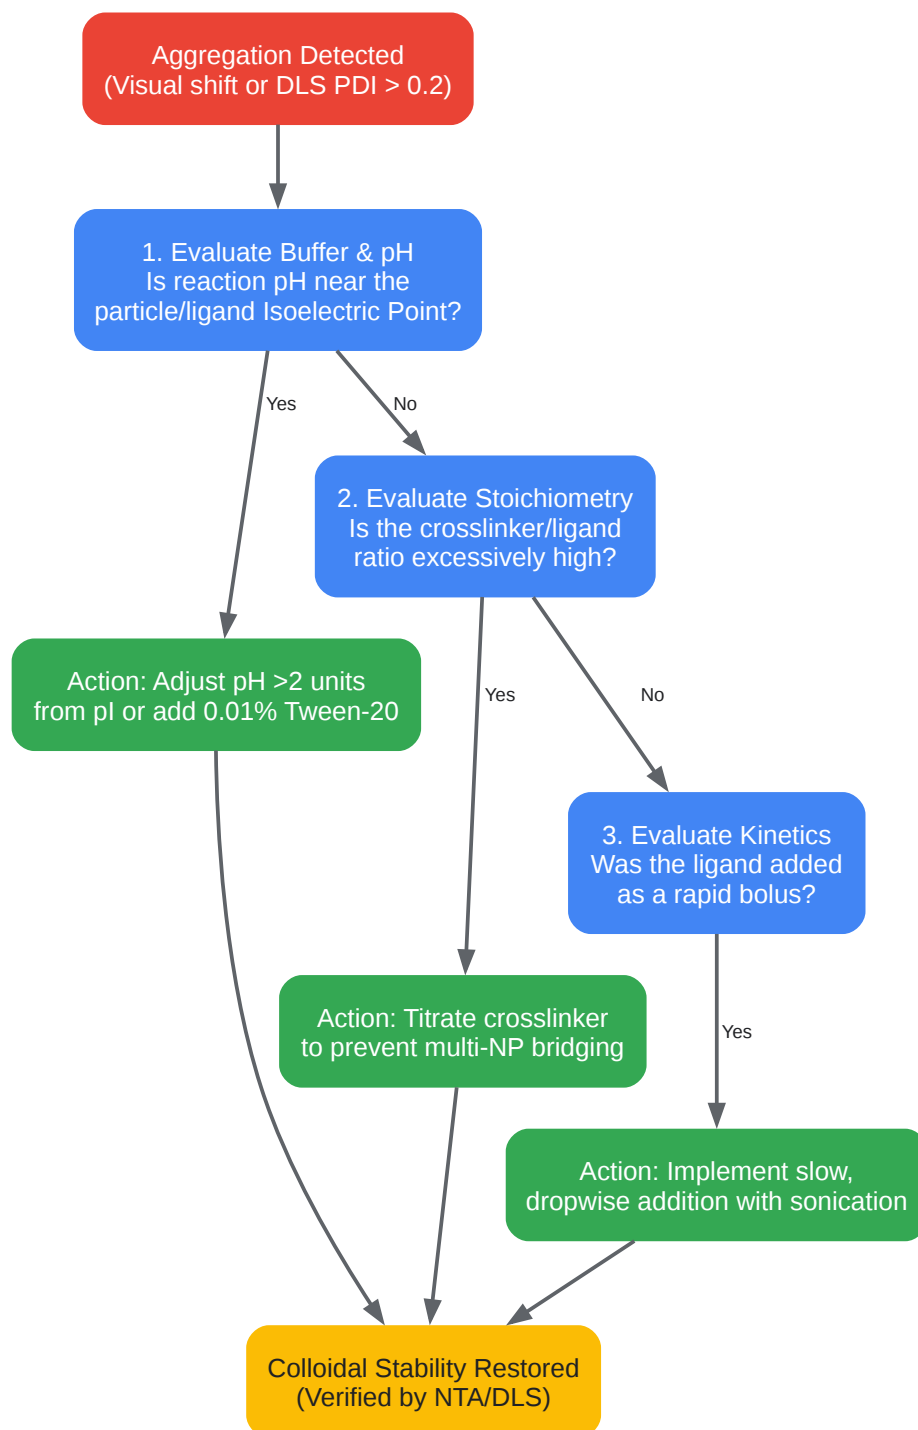 Aggregation Detected
(Visual shift or DLS PDI > 0.2)
1. Evaluate Buffer & pH
Is reaction pH near the
particle/ligand Isoelectric Point?
Yes
No
2. Evaluate Stoichiometry
Is the crosslinker/ligand
ratio excessively high?
Action: Adjust pH >2 units
from pI or add 0.01% Tween-20
Yes
No
3. Evaluate Kinetics
Was the ligand added
as a rapid bolus?
Action: Titrate crosslinker
to prevent multi-NP bridging
Yes
Action: Implement slow,
dropwise addition with sonication
Colloidal Stability Restored
(Verified by NTA/DLS)